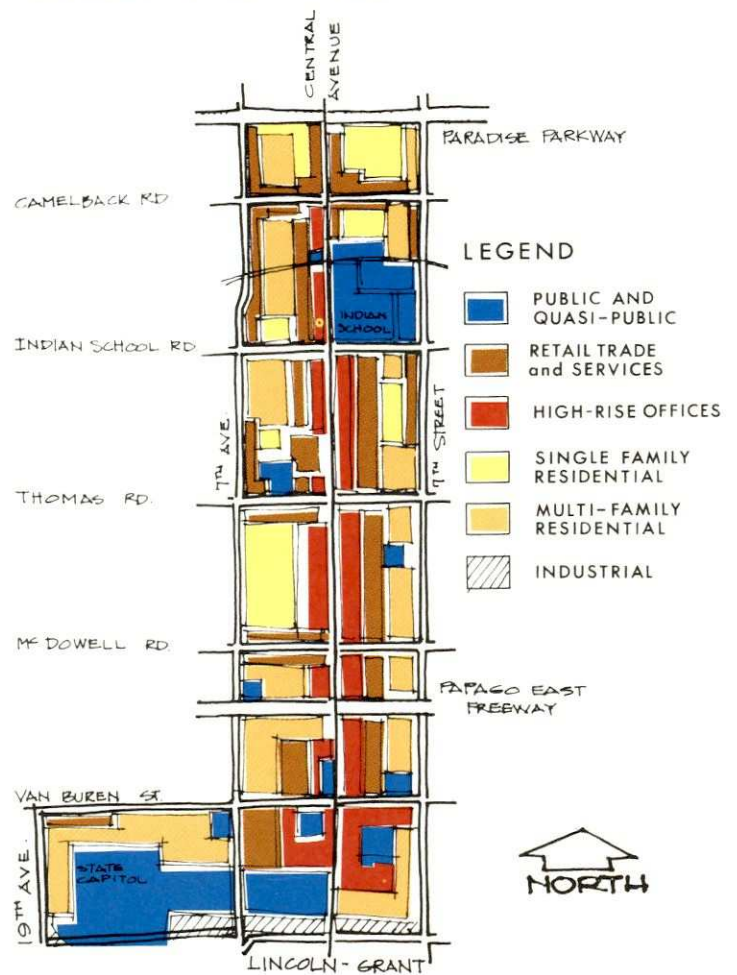 CENTRAL
AVENUE
PARADISE PARKWAY
CAMELBACK RD
LEGEND
PUBLIC AND
QUASI-PUBLIC
INDIAN
SCHOOL
INDIAN SCHOOL RD.
RETAIL TRADE
and SERVICES
HIGH-RISE OFFICES
7TH AVE.
7TH STREET
SINGLE FAMILY
RESIDENTIAL
THOMAS RD.
MULTI-FAMILY
RESIDENTIAL
INDUSTRIAL
Mc DOWELL RD.
PAPAGO EAST
FREEWAY
VAN BUREN ST.
19TH AVE.
STATE
CAPITOL
NORTH
LINCOLN-GRANT